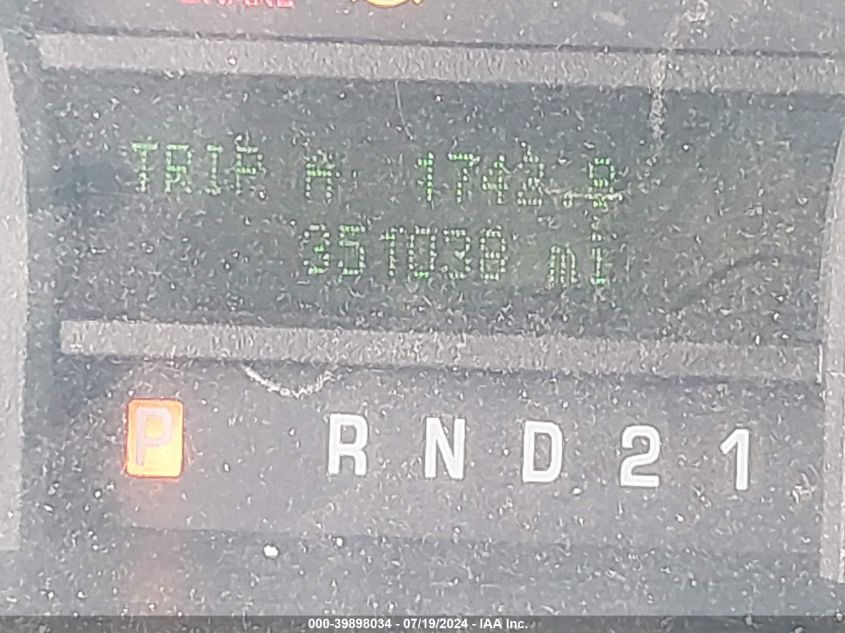 TRIP A 1742.8
351038 mi
P R N D 2 1
000-39898034 - 07/19/2024 - IAA Inc.